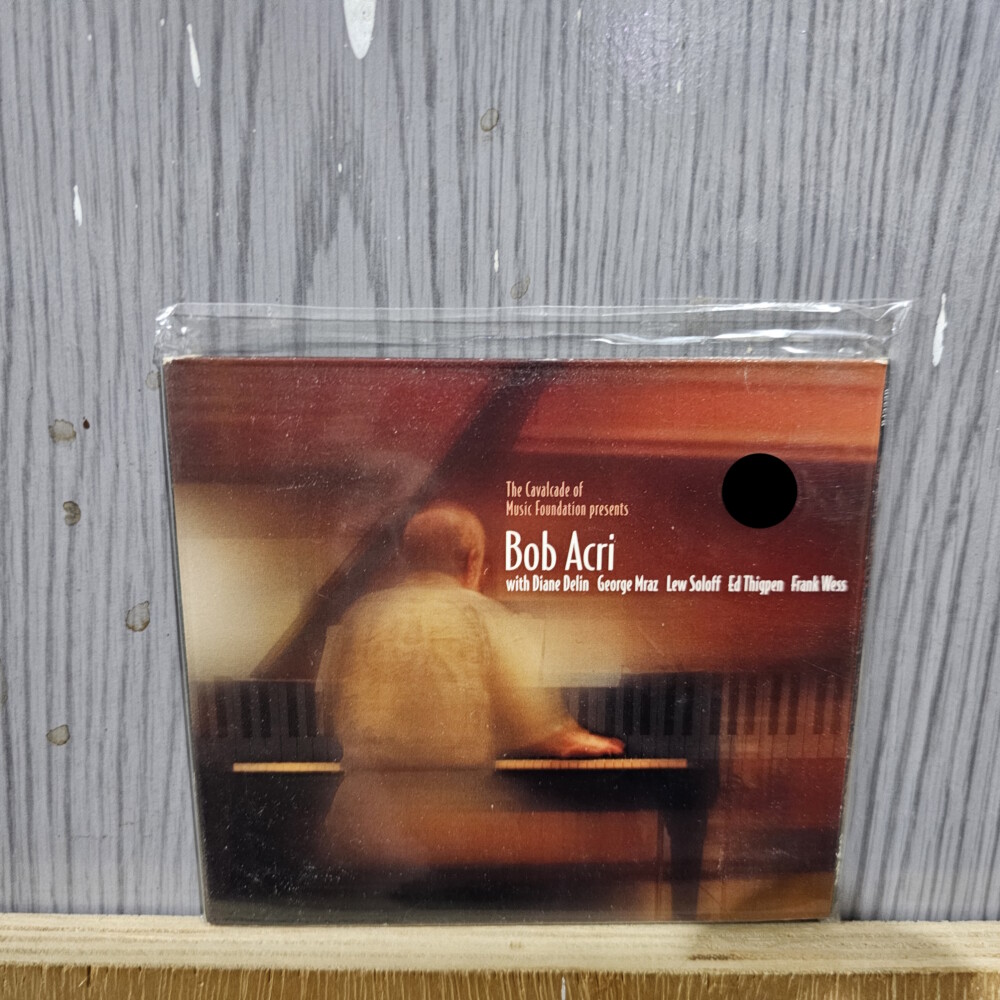 The Cavalcade of
Music Foundation presents
Bob Acri
with Diane Delin George Mraz Lew Soloff Ed Thigpen Frank Wess